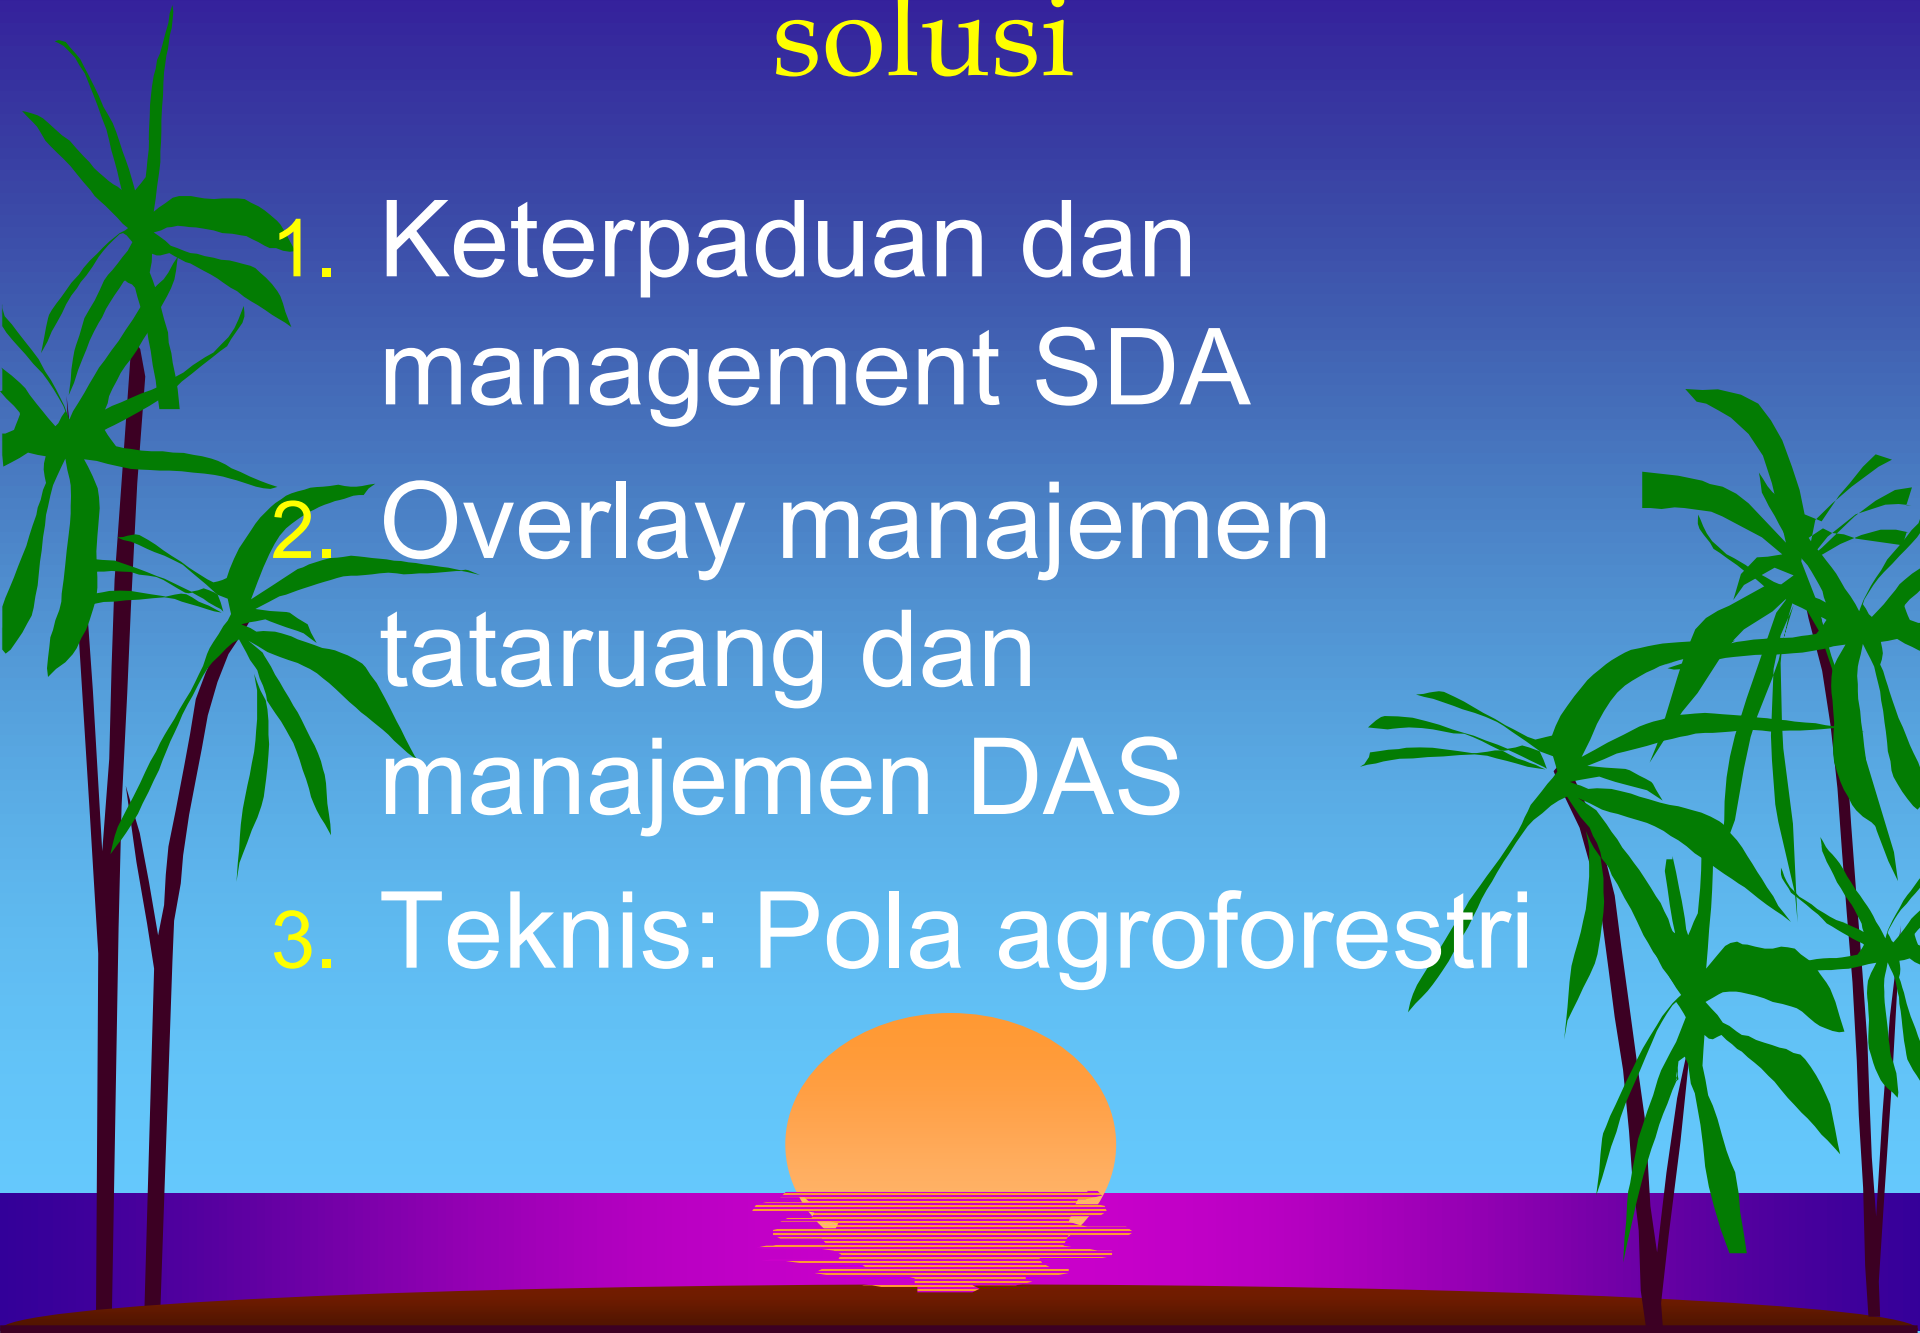 solusi
1. Keterpaduan dan
management SDA
2. Overlay manajemen
tataruang dan
manajemen DAS
3. Teknis: Pola agroforestri